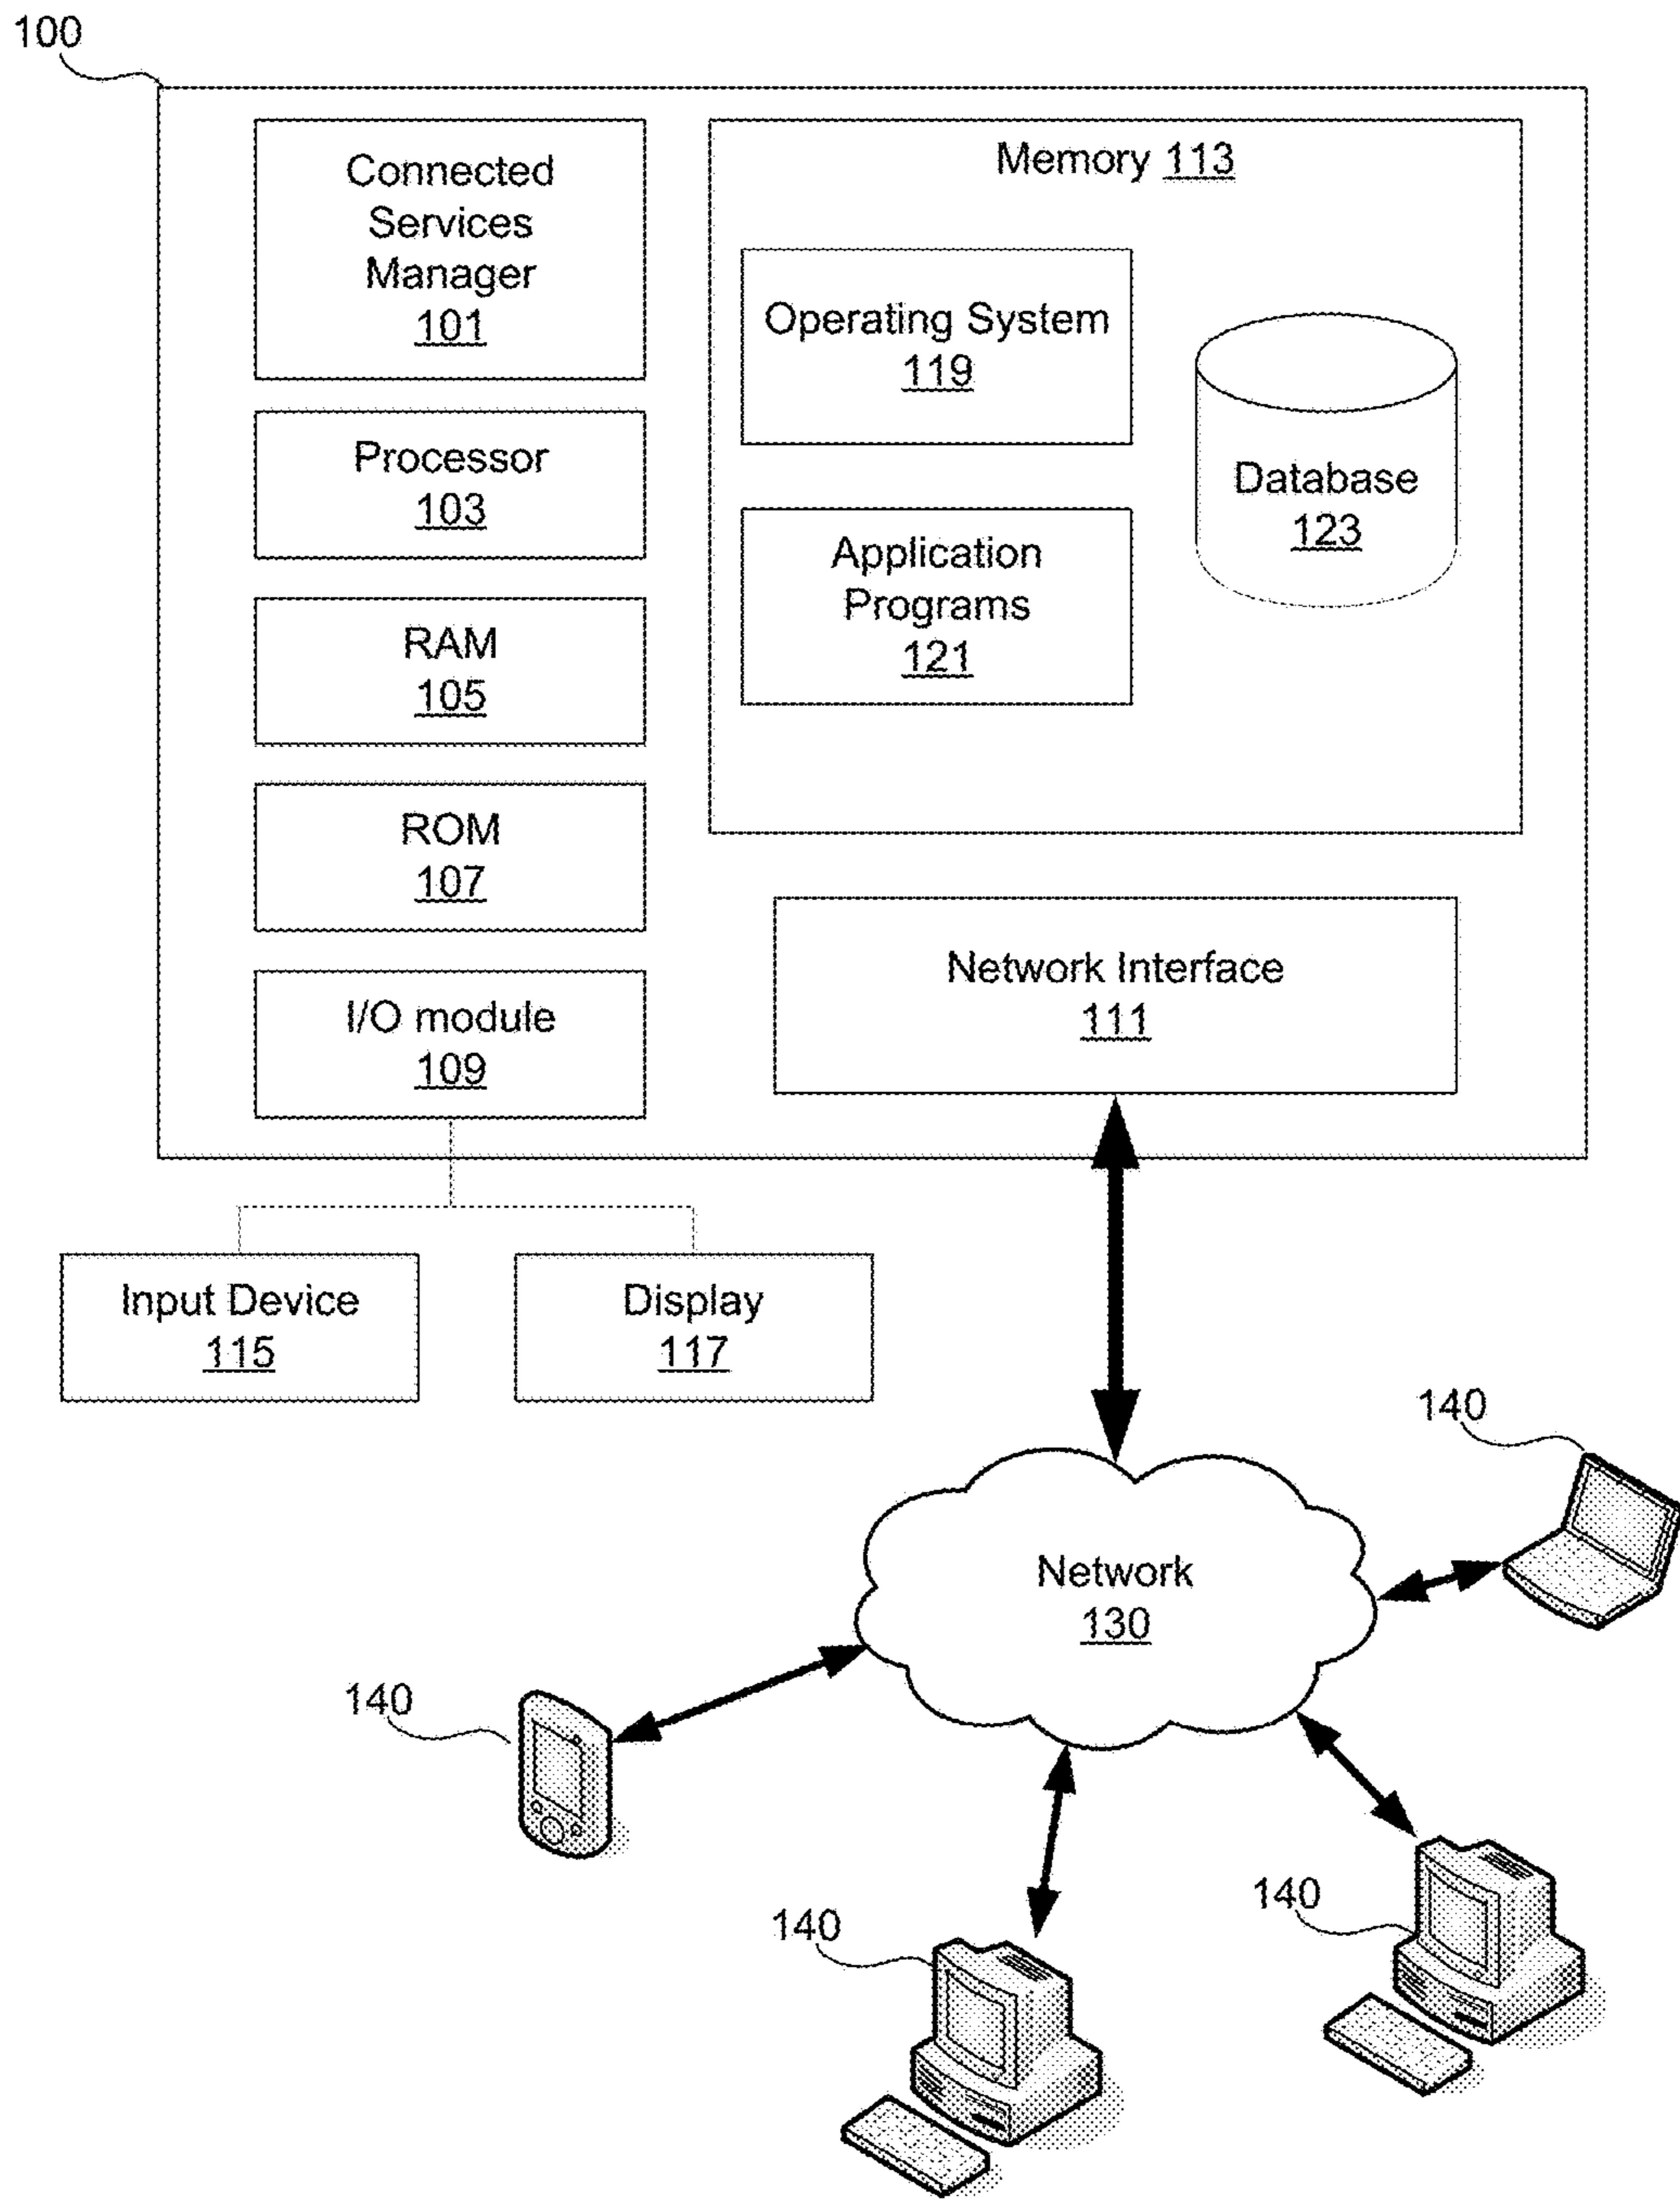 100
Connected
Services
Manager
101
Processor
103
RAM
105
ROM
107
I/O module
109
Memory 113
Operating System
119
Application
Programs
121
Database
123
Network Interface
111
Input Device
115
Display
117
Network
130
140
140
140
140